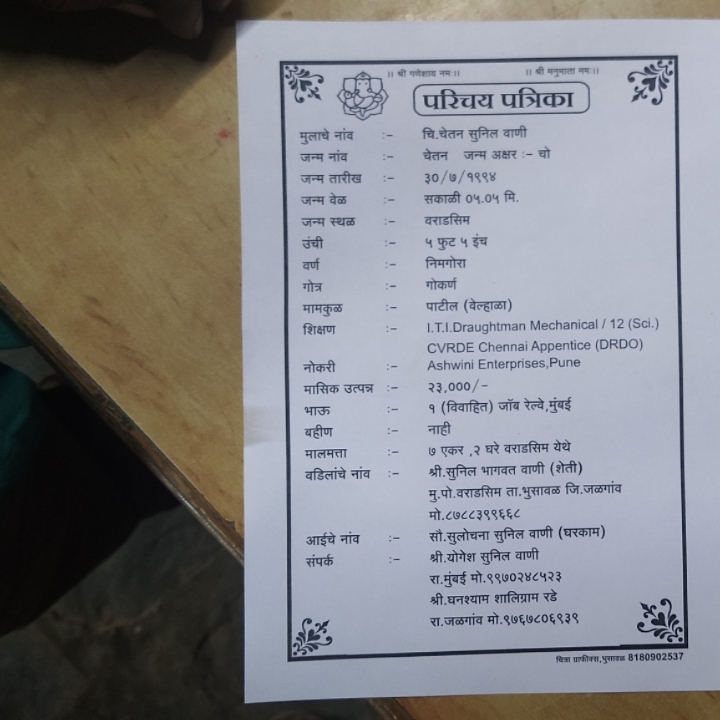 ।। श्री गणेशाय नमः।। ।। श्री मनुमाता नमः।।
परिचय पत्रिका
मुलाचे नांव :- चि.चेतन सुनिल वाणी
जन्म नांव :- चेतन जन्म अक्षर :- चो
जन्म तारीख :- ३०/७/१९९४
जन्म वेळ :- सकाळी ०५.०५ मि.
जन्म स्थळ :- वराडसिम
उंची :- ५ फुट ५ इंच
वर्ण :- निमगोरा
गोत्र :- गोकर्ण
मामकुळ :- पाटील (वेल्हाळा)
शिक्षण :- I.T.I.Draughtman Mechanical / 12 (Sci.)
CVRDE Chennai Appentice (DRDO)
नोकरी :- Ashwini Enterprises,Pune
मासिक उत्पन्न :- २३,०००/-
भाऊ :- १ (विवाहित) जॉब रेल्वे,मुंबई
बहीण :- नाही
मालमत्ता :- ७ एकर ,२ घरे वराडसिम येथे
वडिलांचे नांव :- श्री.सुनिल भागवत वाणी (शेती)
मु.पो.वराडसिम ता.भुसावळ जि.जळगांव
मो.८७८८३९९६६८
आईचे नांव :- सौ.सुलोचना सुनिल वाणी (घरकाम)
संपर्क :- श्री.योगेश सुनिल वाणी
रा.मुंबई मो.९९७०२४८५२३
श्री.घनश्याम शालिग्राम रडे
रा.जळगांव मो.९७६७८०६९३९
चित्रा ग्राफीक्स,भुसावळ 8180902537